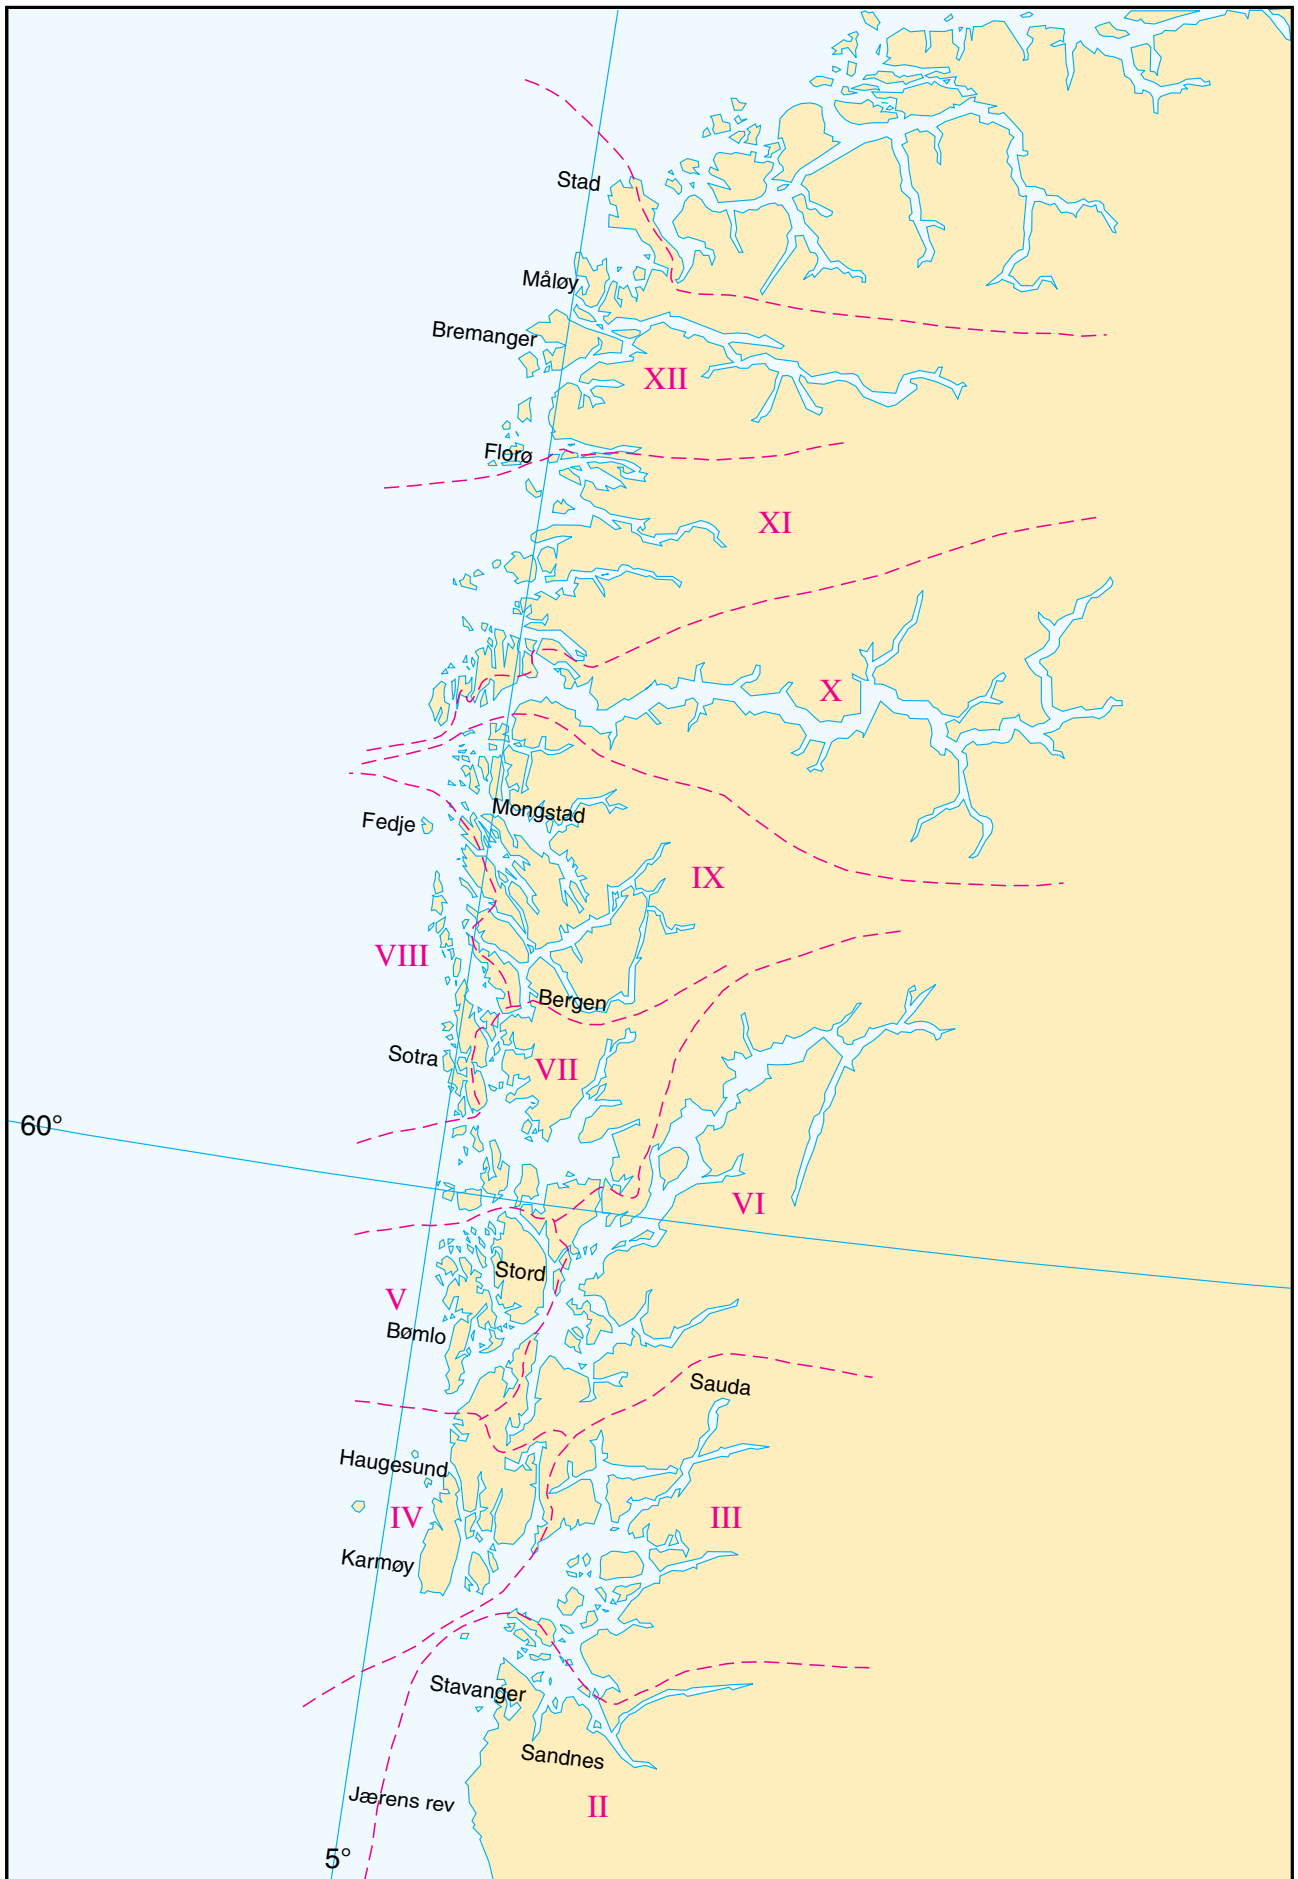 Stad
Måløy
Bremanger
XII
Florø
XI
X
Mongstad
Fedje
IX
VIII
Bergen
Sotra
VII
60°
VI
Stord
V
Bømlo
Sauda
Haugesund
IV
III
Karmøy
Stavanger
Sandnes
Jærens rev
II
5°